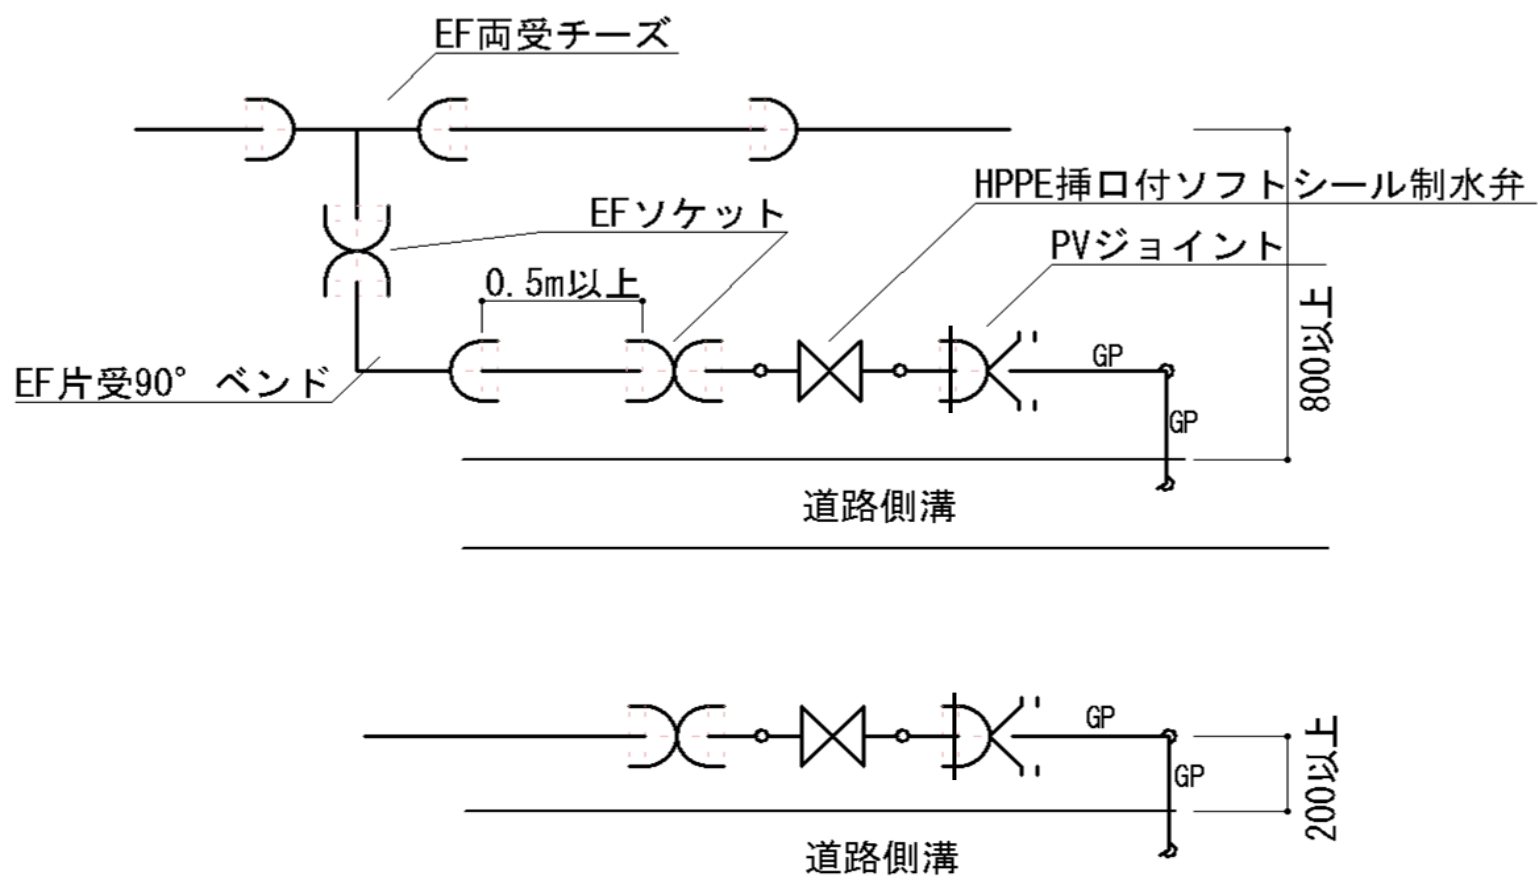 EF両受チーズ
HPPE挿口付ソフトシール制水弁
EFソケット
PVジョイント
0.5m以上
800以上
GP
EF片受90°ベンド
GP
道路側溝
GP
200以上
GP
道路側溝